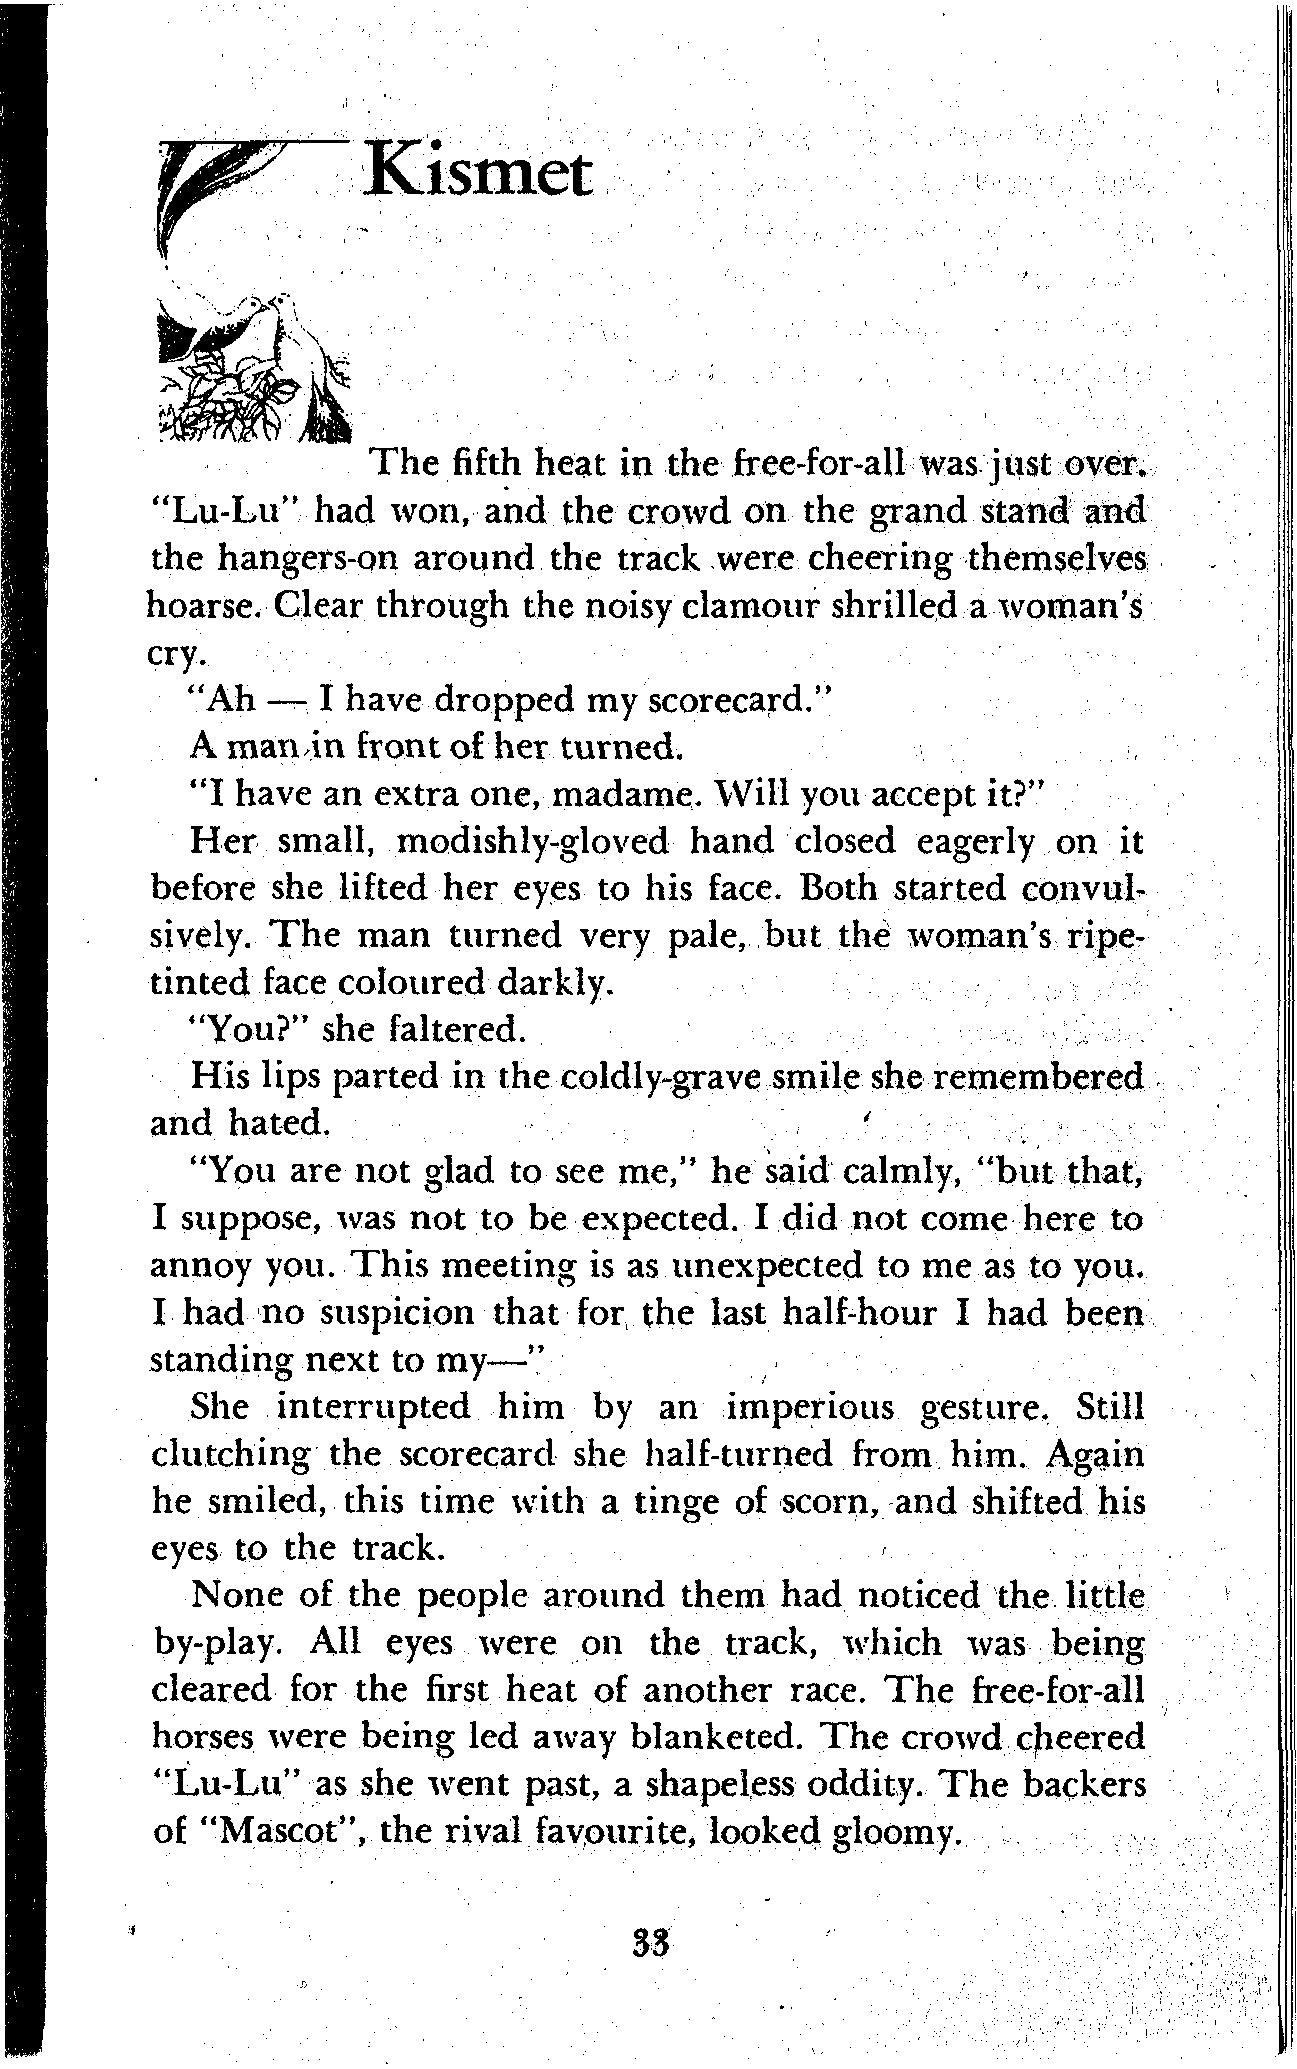 Kismet
The fifth heat in the free-for-all was just over.
“Lu-Lu” had won, and the crowd on the grand stand and
the hangers-on around the track were cheering themselves
hoarse. Clear through the noisy clamour shrilled a woman's
cry.
“Ah — I have dropped my scorecard.”
A man in front of her turned.
“I have an extra one, madame. Will you accept it?”
Her small, modishly-gloved hand closed eagerly on it
before she lifted her eyes to his face. Both started convul-
sively. The man turned very pale, but the woman's ripe-
tinted face coloured darkly.
“You?” she faltered.
His lips parted in the coldly-grave smile she remembered
and hated.
“You are not glad to see me,” he said calmly, “but that,
I suppose, was not to be expected. I did not come here to
annoy you. This meeting is as unexpected to me as to you.
I had no suspicion that for the last half-hour I had been
standing next to my—”
She interrupted him by an imperious gesture. Still
clutching the scorecard she half-turned from him. Again
he smiled, this time with a tinge of scorn, and shifted his
eyes to the track.
None of the people around them had noticed the little
by-play. All eyes were on the track, which was being
cleared for the first heat of another race. The free-for-all
horses were being led away blanketed. The crowd cheered
“Lu-Lu” as she went past, a shapeless oddity. The backers
of “Mascot”, the rival favourite, looked gloomy.
33